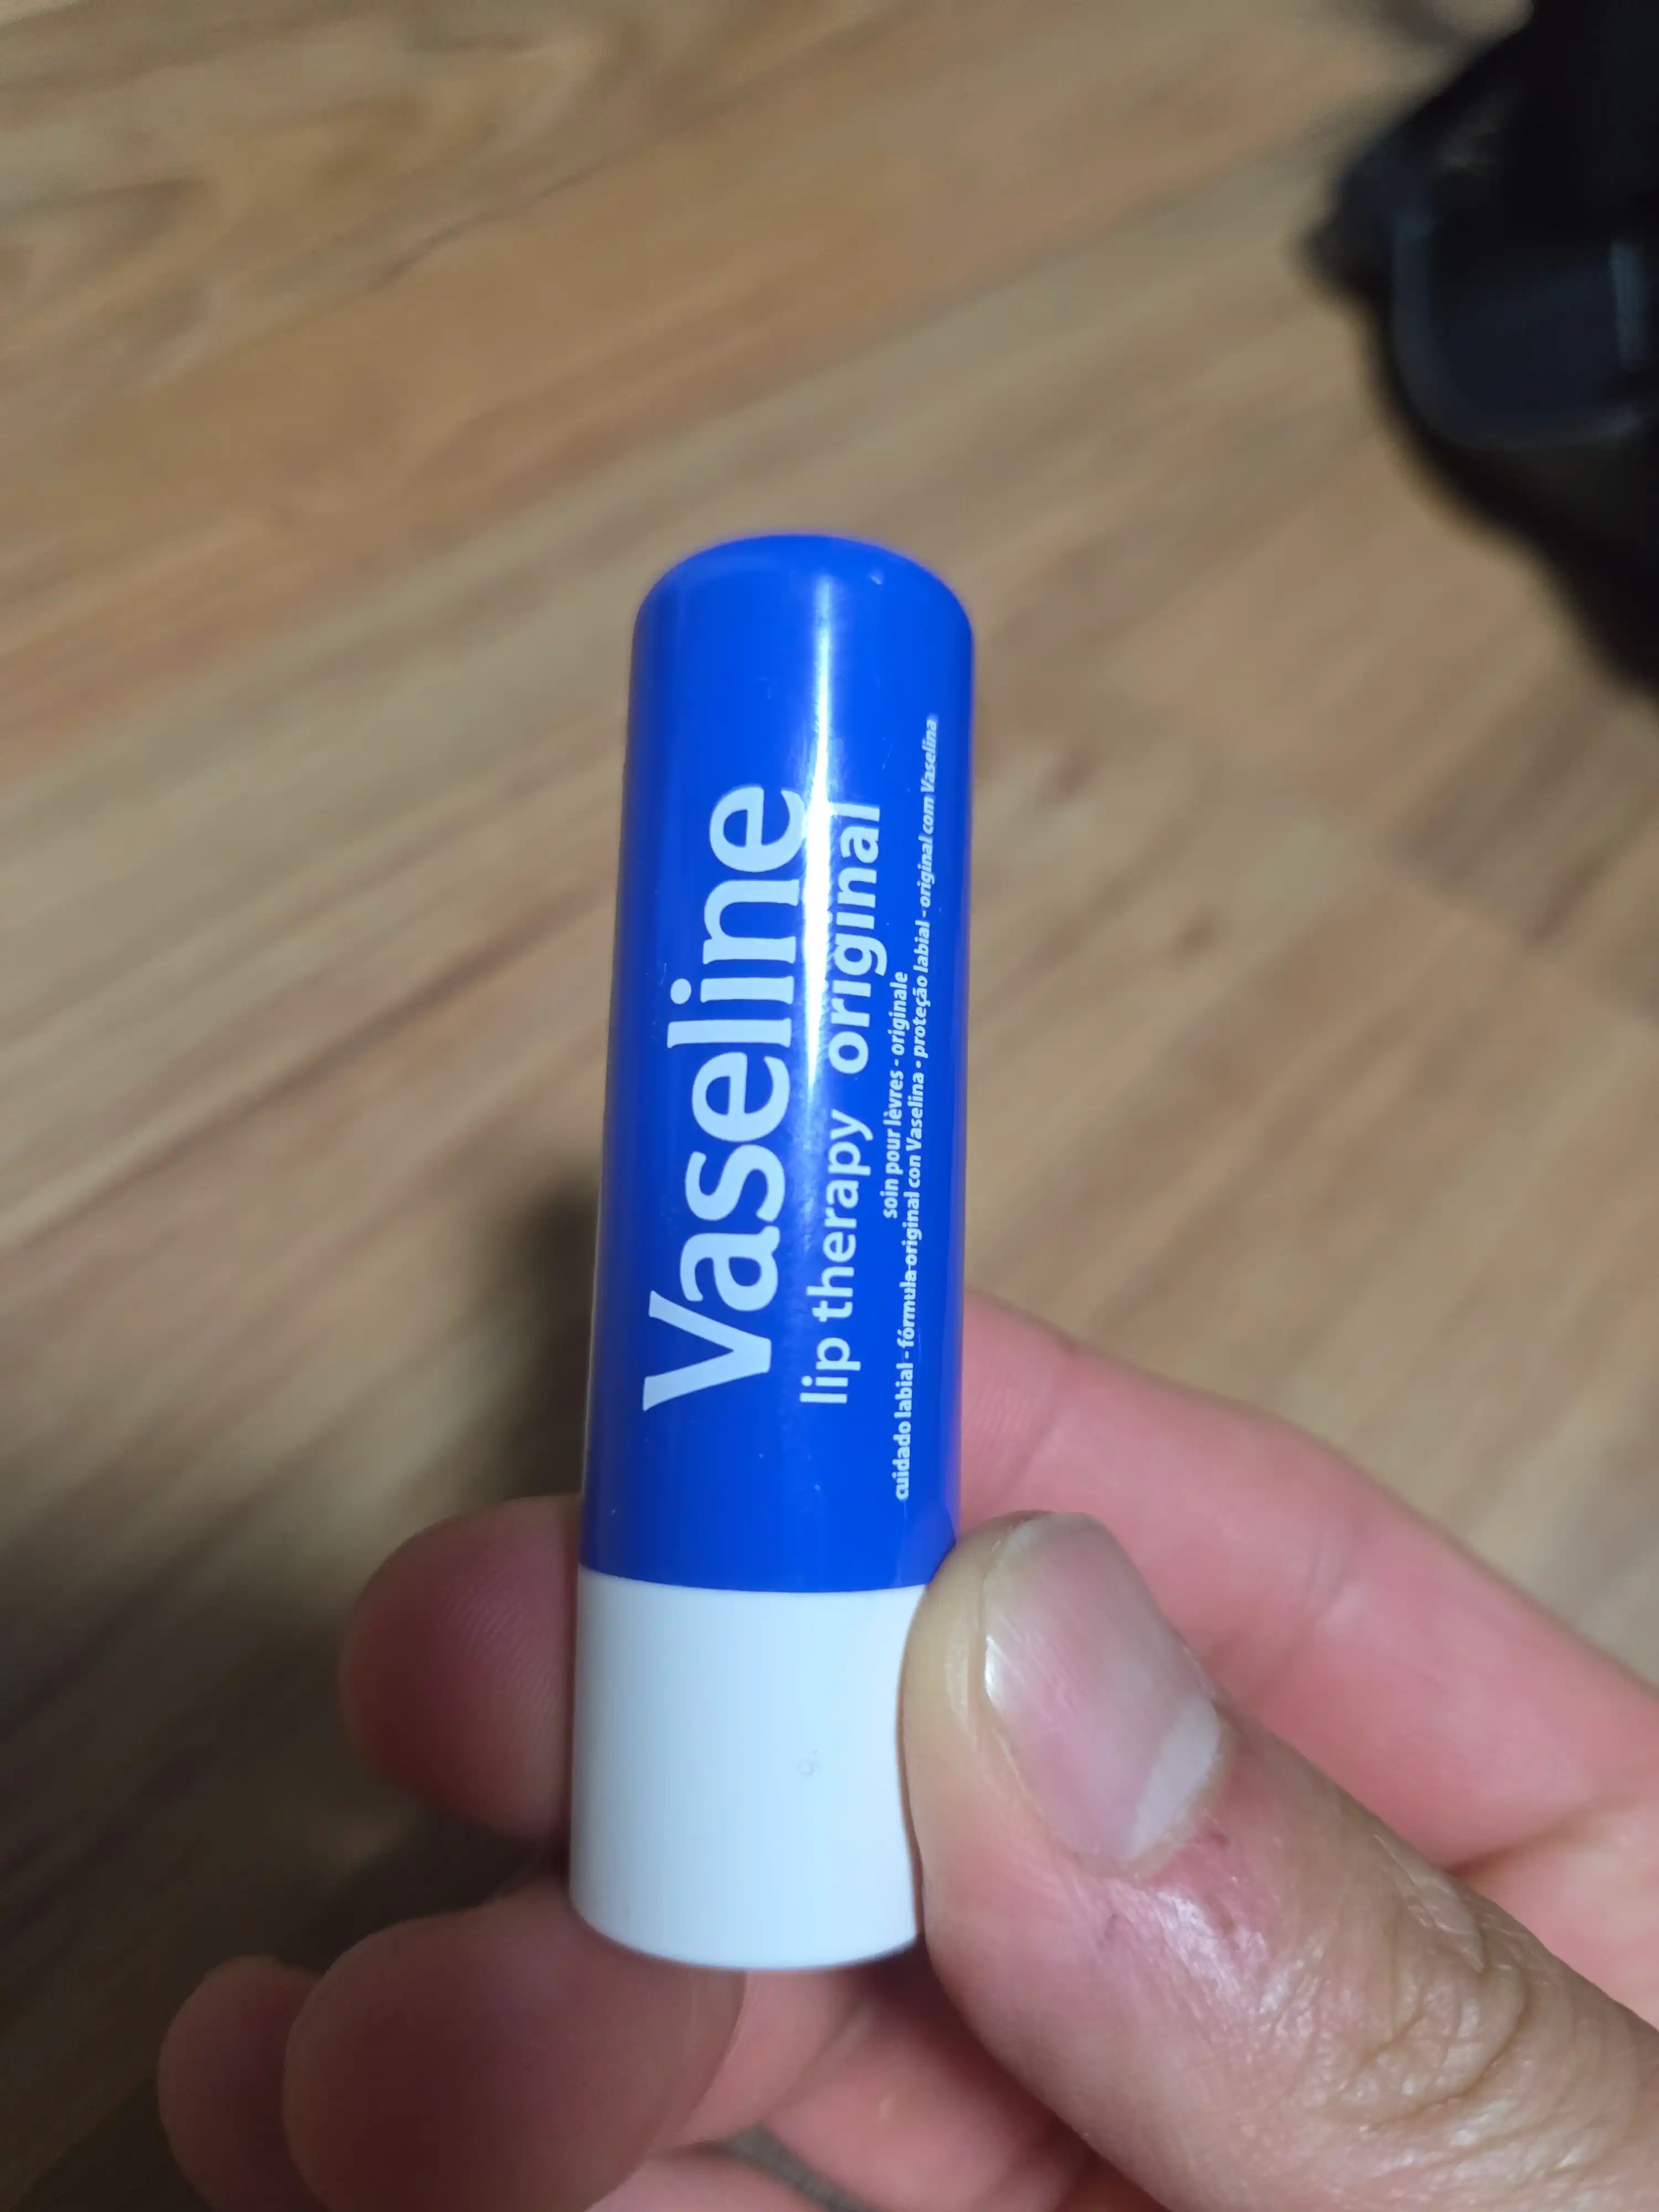 Vaseline
lip therapy original
soin pour lèvres - originale
cuidado labial - fórmula original con Vaselina - proteção labial - original com Vaselina